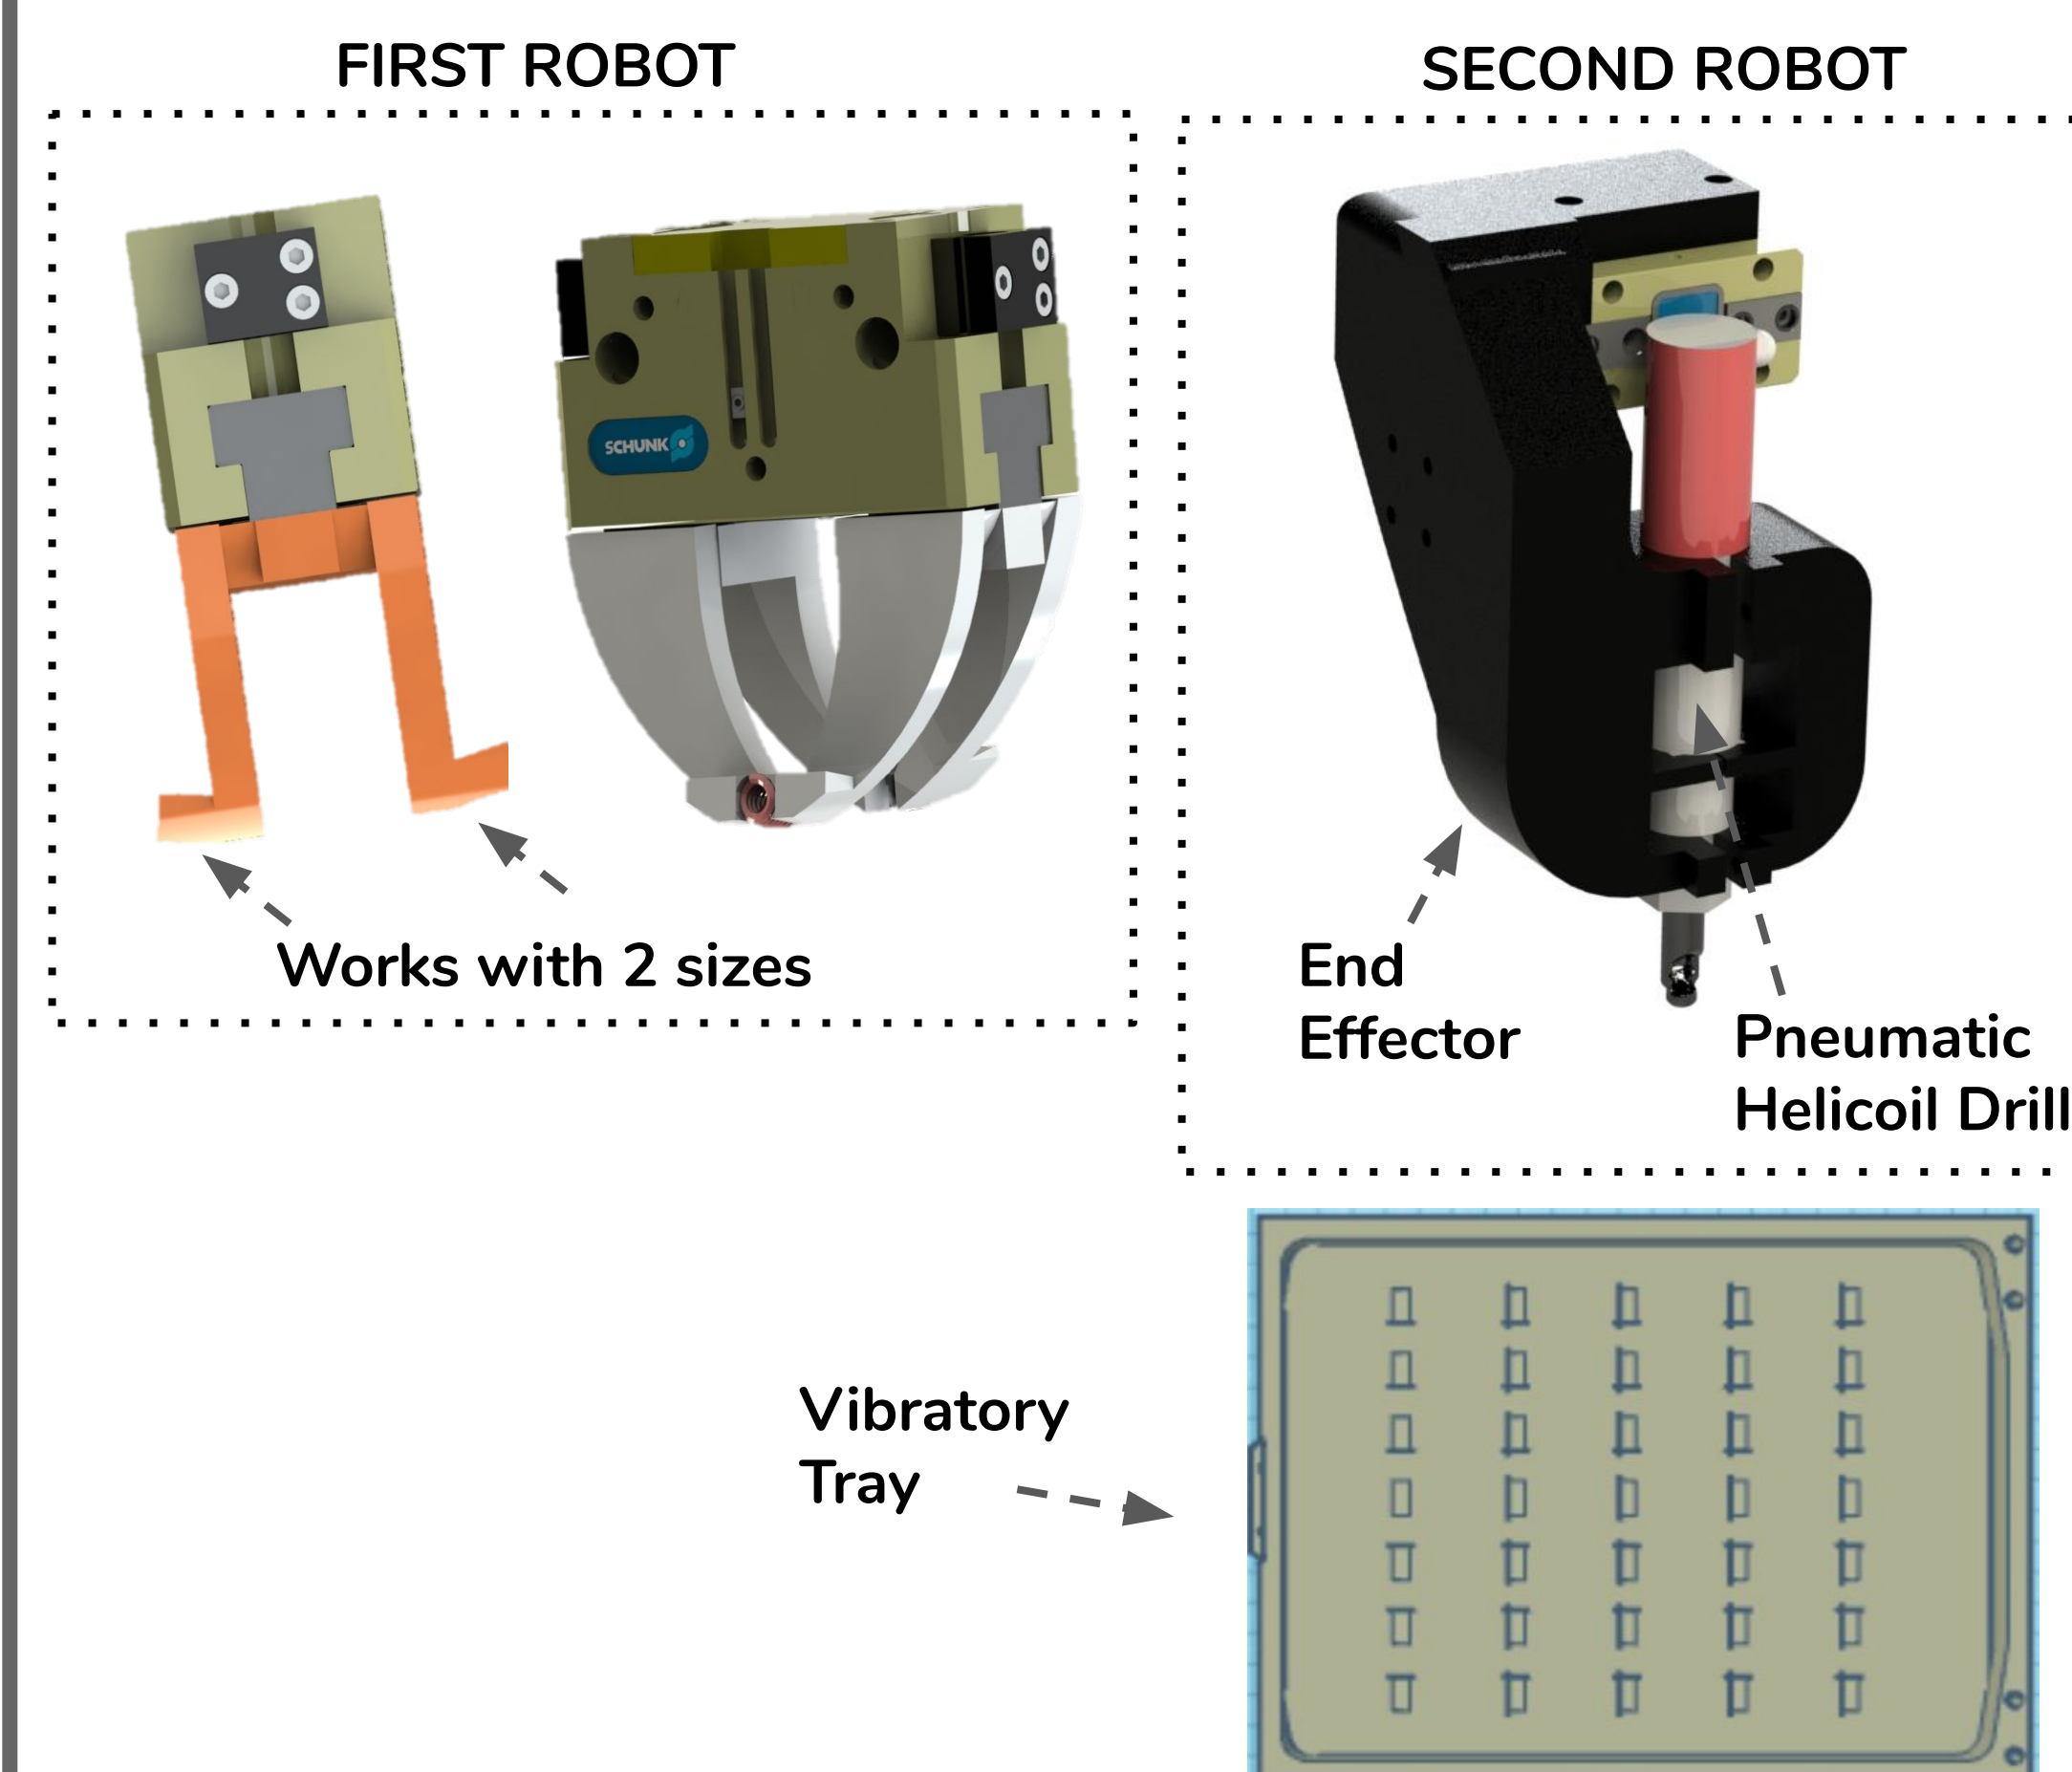 FIRST ROBOT
SECOND ROBOT
SCHUNK
Works with 2 sizes
End
Effector
Pneumatic
Helicoil Drill
Vibratory
Tray